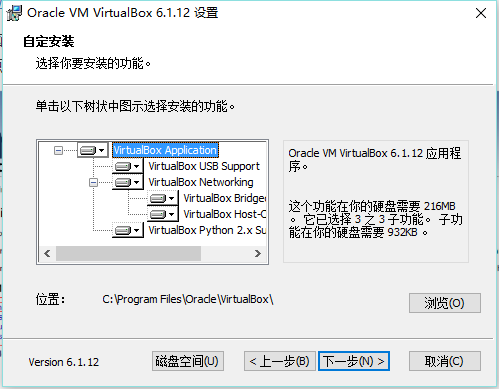 Oracle VM VirtualBox 6.1.12 设置
自定安装
选择你要安装的功能。
单击以下树状中图示选择安装的功能。
VirtualBox Application
VirtualBox USB Support
VirtualBox Networking
VirtualBox Bridge
VirtualBox Host-O
VirtualBox Python 2.x Su
Oracle VM VirtualBox 6.1.12 应用程
序。
这个功能在你的硬盘需要 216MB
。 它已选择 3 之 3 子功能。 子功
能在你的硬盘需要 932KB 。
位置：
C:\Program Files\Oracle\VirtualBox\
浏览(O)
Version 6.1.12
磁盘空间(U)
< 上一步(B)
下一步(N) >
取消(C)